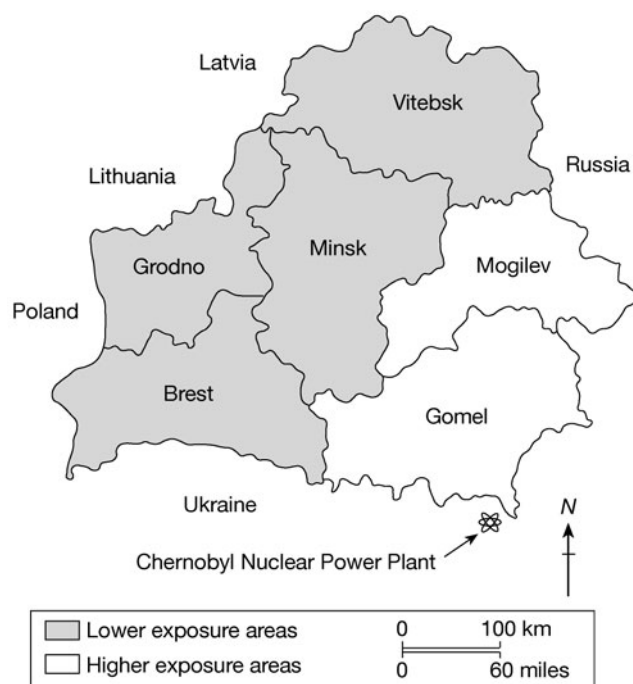 Latvia
Vitebsk
Lithuania
Russia
Grodno
Minsk
Mogilev
Poland
Brest
Gomel
Ukraine
N
Chernobyl Nuclear Power Plant
Lower exposure areas
0 100 km
Higher exposure areas
0 60 miles